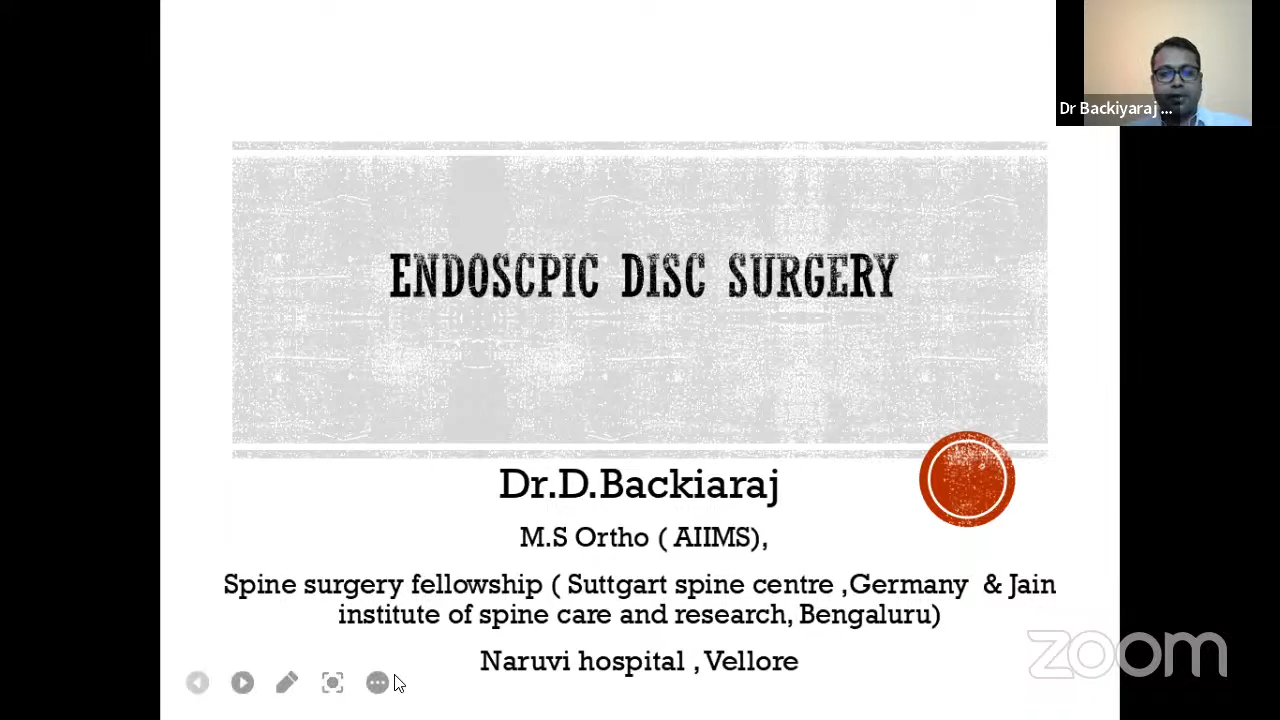 Dr Backiyaraj ...
ENDOSCPIC DISC SURGERY
Dr.D.Backiaraj
M.S Ortho ( AIIMS),
Spine surgery fellowship ( Suttgart spine centre ,Germany & Jain
institute of spine care and research, Bengaluru)
Naruvi hospital , Vellore
zoom